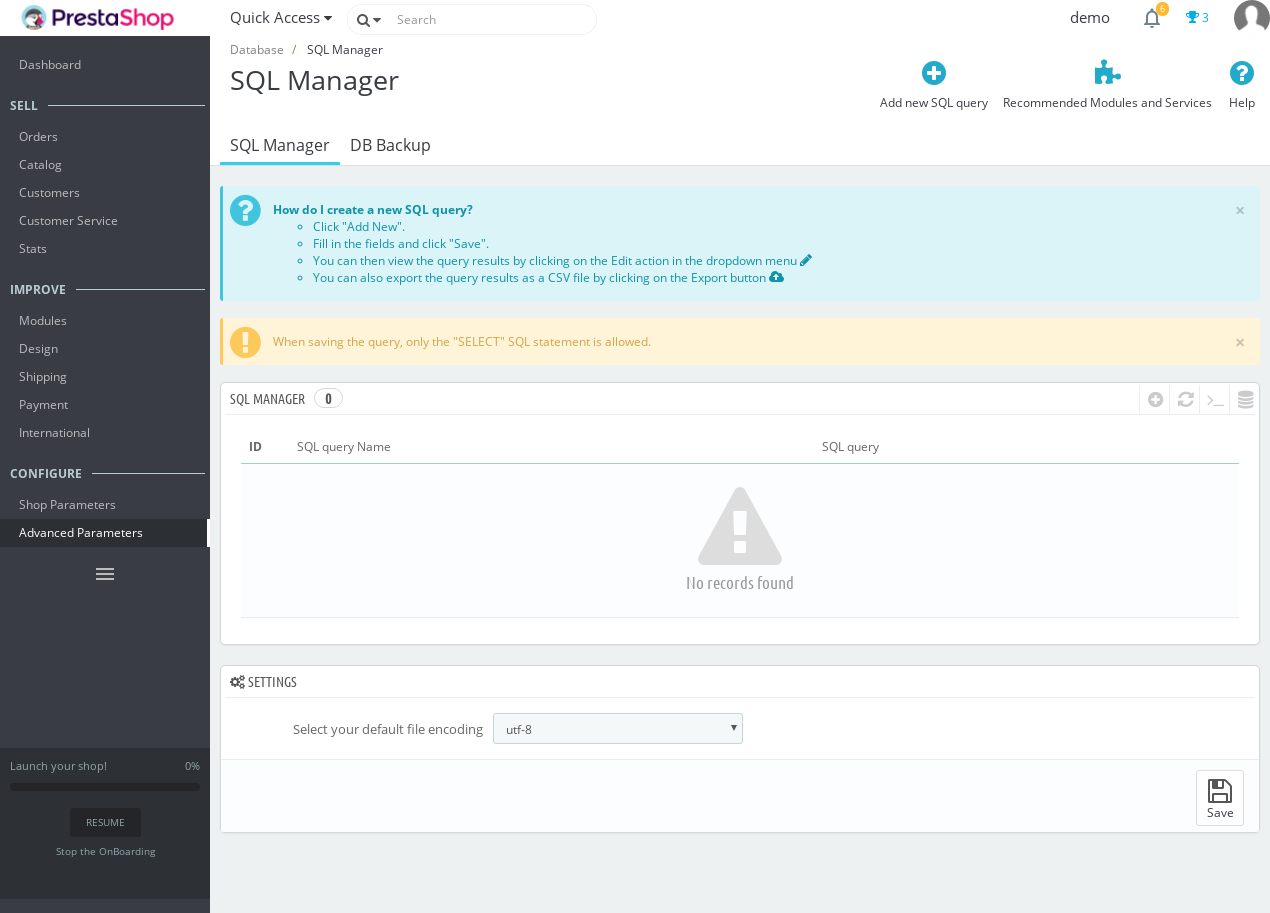 PrestaShop
Quick Access
Search
demo
6
3
Dashboard
SELL
Orders
Catalog
Customers
Customer Service
Stats
IMPROVE
Modules
Design
Shipping
Payment
International
CONFIGURE
Shop Parameters
Advanced Parameters
Launch your shop! 0%
RESUME
Stop the OnBoarding
Database / SQL Manager
SQL Manager
Add new SQL query
Recommended Modules and Services
Help
SQL Manager
DB Backup
How do I create a new SQL query?
Click "Add New".
Fill in the fields and click "Save".
You can then view the query results by clicking on the Edit action in the dropdown menu
You can also export the query results as a CSV file by clicking on the Export button
When saving the query, only the "SELECT" SQL statement is allowed.
SQL MANAGER 0
ID SQL query Name SQL query
No records found
SETTINGS
Select your default file encoding utf-8
Save